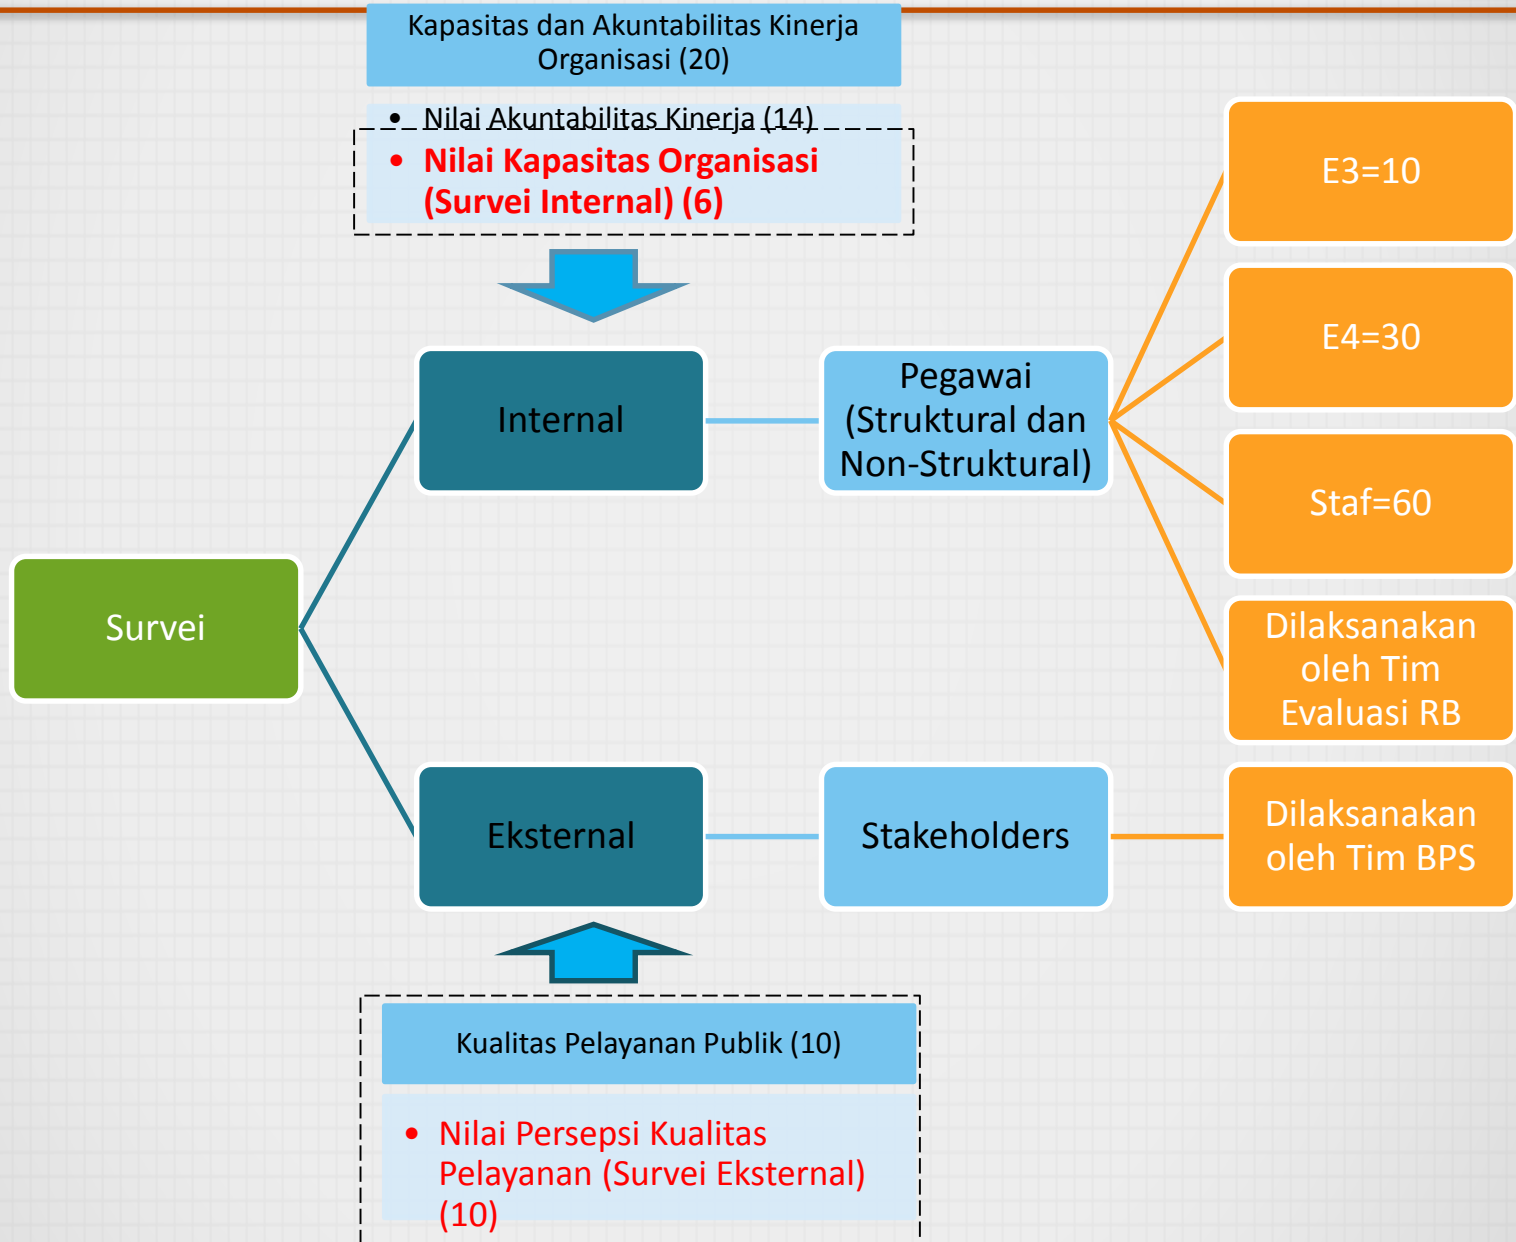 Kapasitas dan Akuntabilitas Kinerja
Organisasi (20)
• Nilai Akuntabilitas Kinerja (14)
• Nilai Kapasitas Organisasi
(Survei Internal) (6)
E3=10
E4=30
Internal
Pegawai
(Struktural dan
Non-Struktural)
Staf=60
Survei
Dilaksanakan
oleh Tim
Evaluasi RB
Eksternal
Stakeholders
Dilaksanakan
oleh Tim BPS
Kualitas Pelayanan Publik (10)
• Nilai Persepsi Kualitas
Pelayanan (Survei Eksternal)
(10)